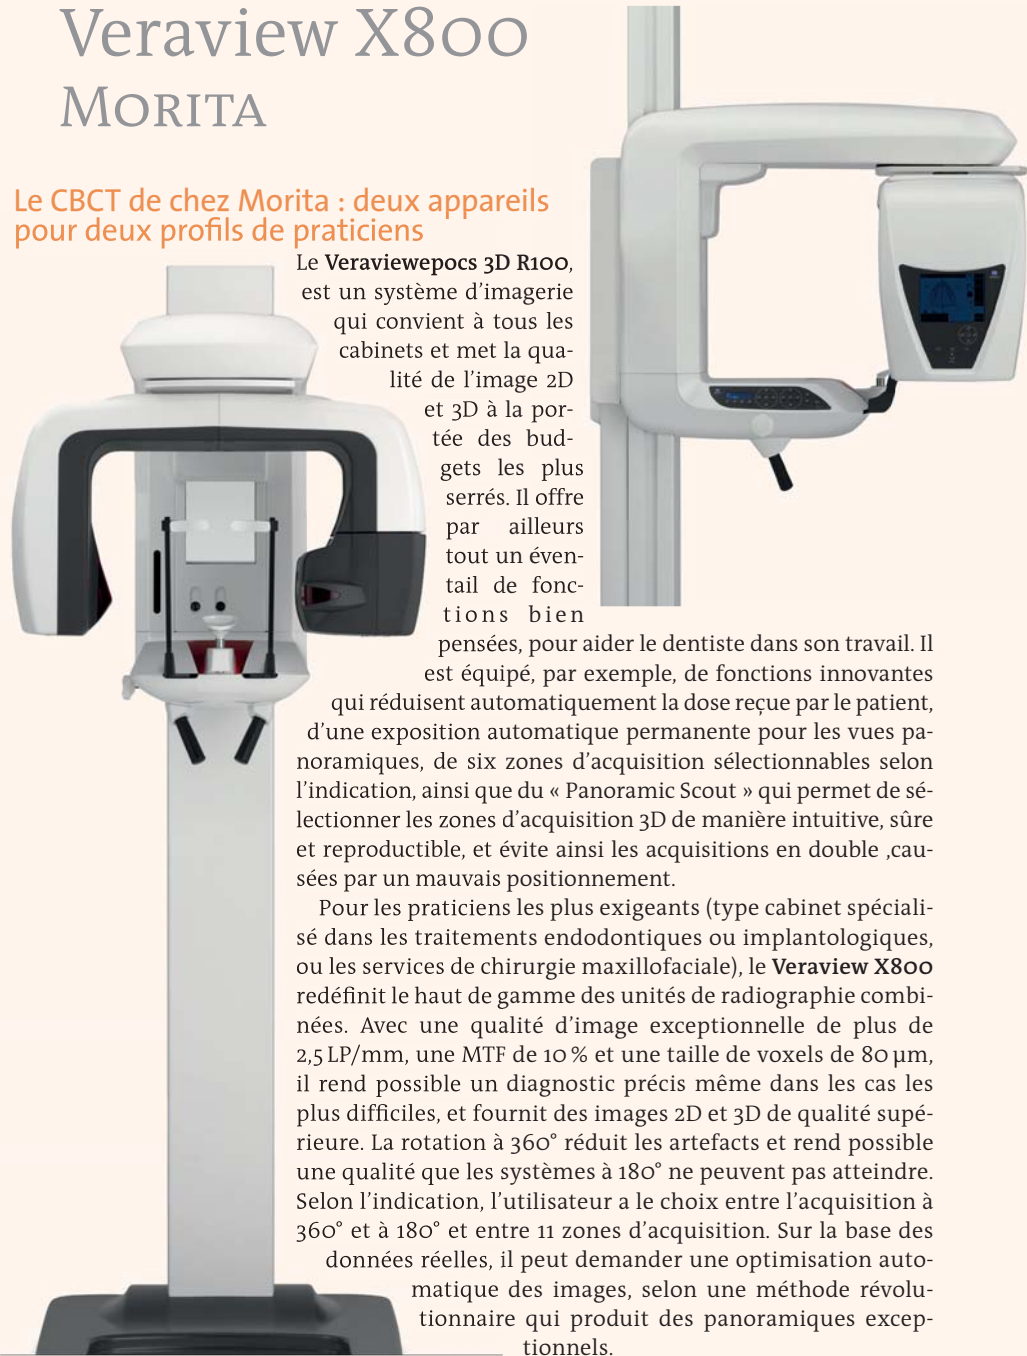 Veraview X800
MORITA
Le CBCT de chez Morita : deux appareils
pour deux profils de praticiens
Le Veraviewepocs 3D R100,
est un système d’imagerie
qui convient à tous les
cabinets et met la qua-
lité de l’image 2D
et 3D à la por-
tée des bud-
gets les plus
serrés. Il offre
par ailleurs
tout un éven-
tail de fonc-
tions bien
pensées, pour aider le dentiste dans son travail. Il
est équipé, par exemple, de fonctions innovantes
qui réduisent automatiquement la dose reçue par le patient,
d’une exposition automatique permanente pour les vues pa-
noramiques, de six zones d’acquisition sélectionnables selon
l’indication, ainsi que du « Panoramic Scout » qui permet de sé-
lectionner les zones d’acquisition 3D de manière intuitive, sûre
et reproductible, et évite ainsi les acquisitions en double ,cau-
sées par un mauvais positionnement.
Pour les praticiens les plus exigeants (type cabinet spéciali-
sé dans les traitements endodontiques ou implantologiques,
ou les services de chirurgie maxillofaciale), le Veraview X800
redéfinit le haut de gamme des unités de radiographie combi-
nées. Avec une qualité d’image exceptionnelle de plus de
2,5 LP/mm, une MTF de 10 % et une taille de voxels de 80 µm,
il rend possible un diagnostic précis même dans les cas les
plus difficiles, et fournit des images 2D et 3D de qualité supé-
rieure. La rotation à 360° réduit les artefacts et rend possible
une qualité que les systèmes à 180° ne peuvent pas atteindre.
Selon l’indication, l’utilisateur a le choix entre l’acquisition à
360° et à 180° et entre 11 zones d’acquisition. Sur la base des
données réelles, il peut demander une optimisation auto-
matique des images, selon une méthode révolu-
tionnaire qui produit des panoramiques excep-
tionnels.